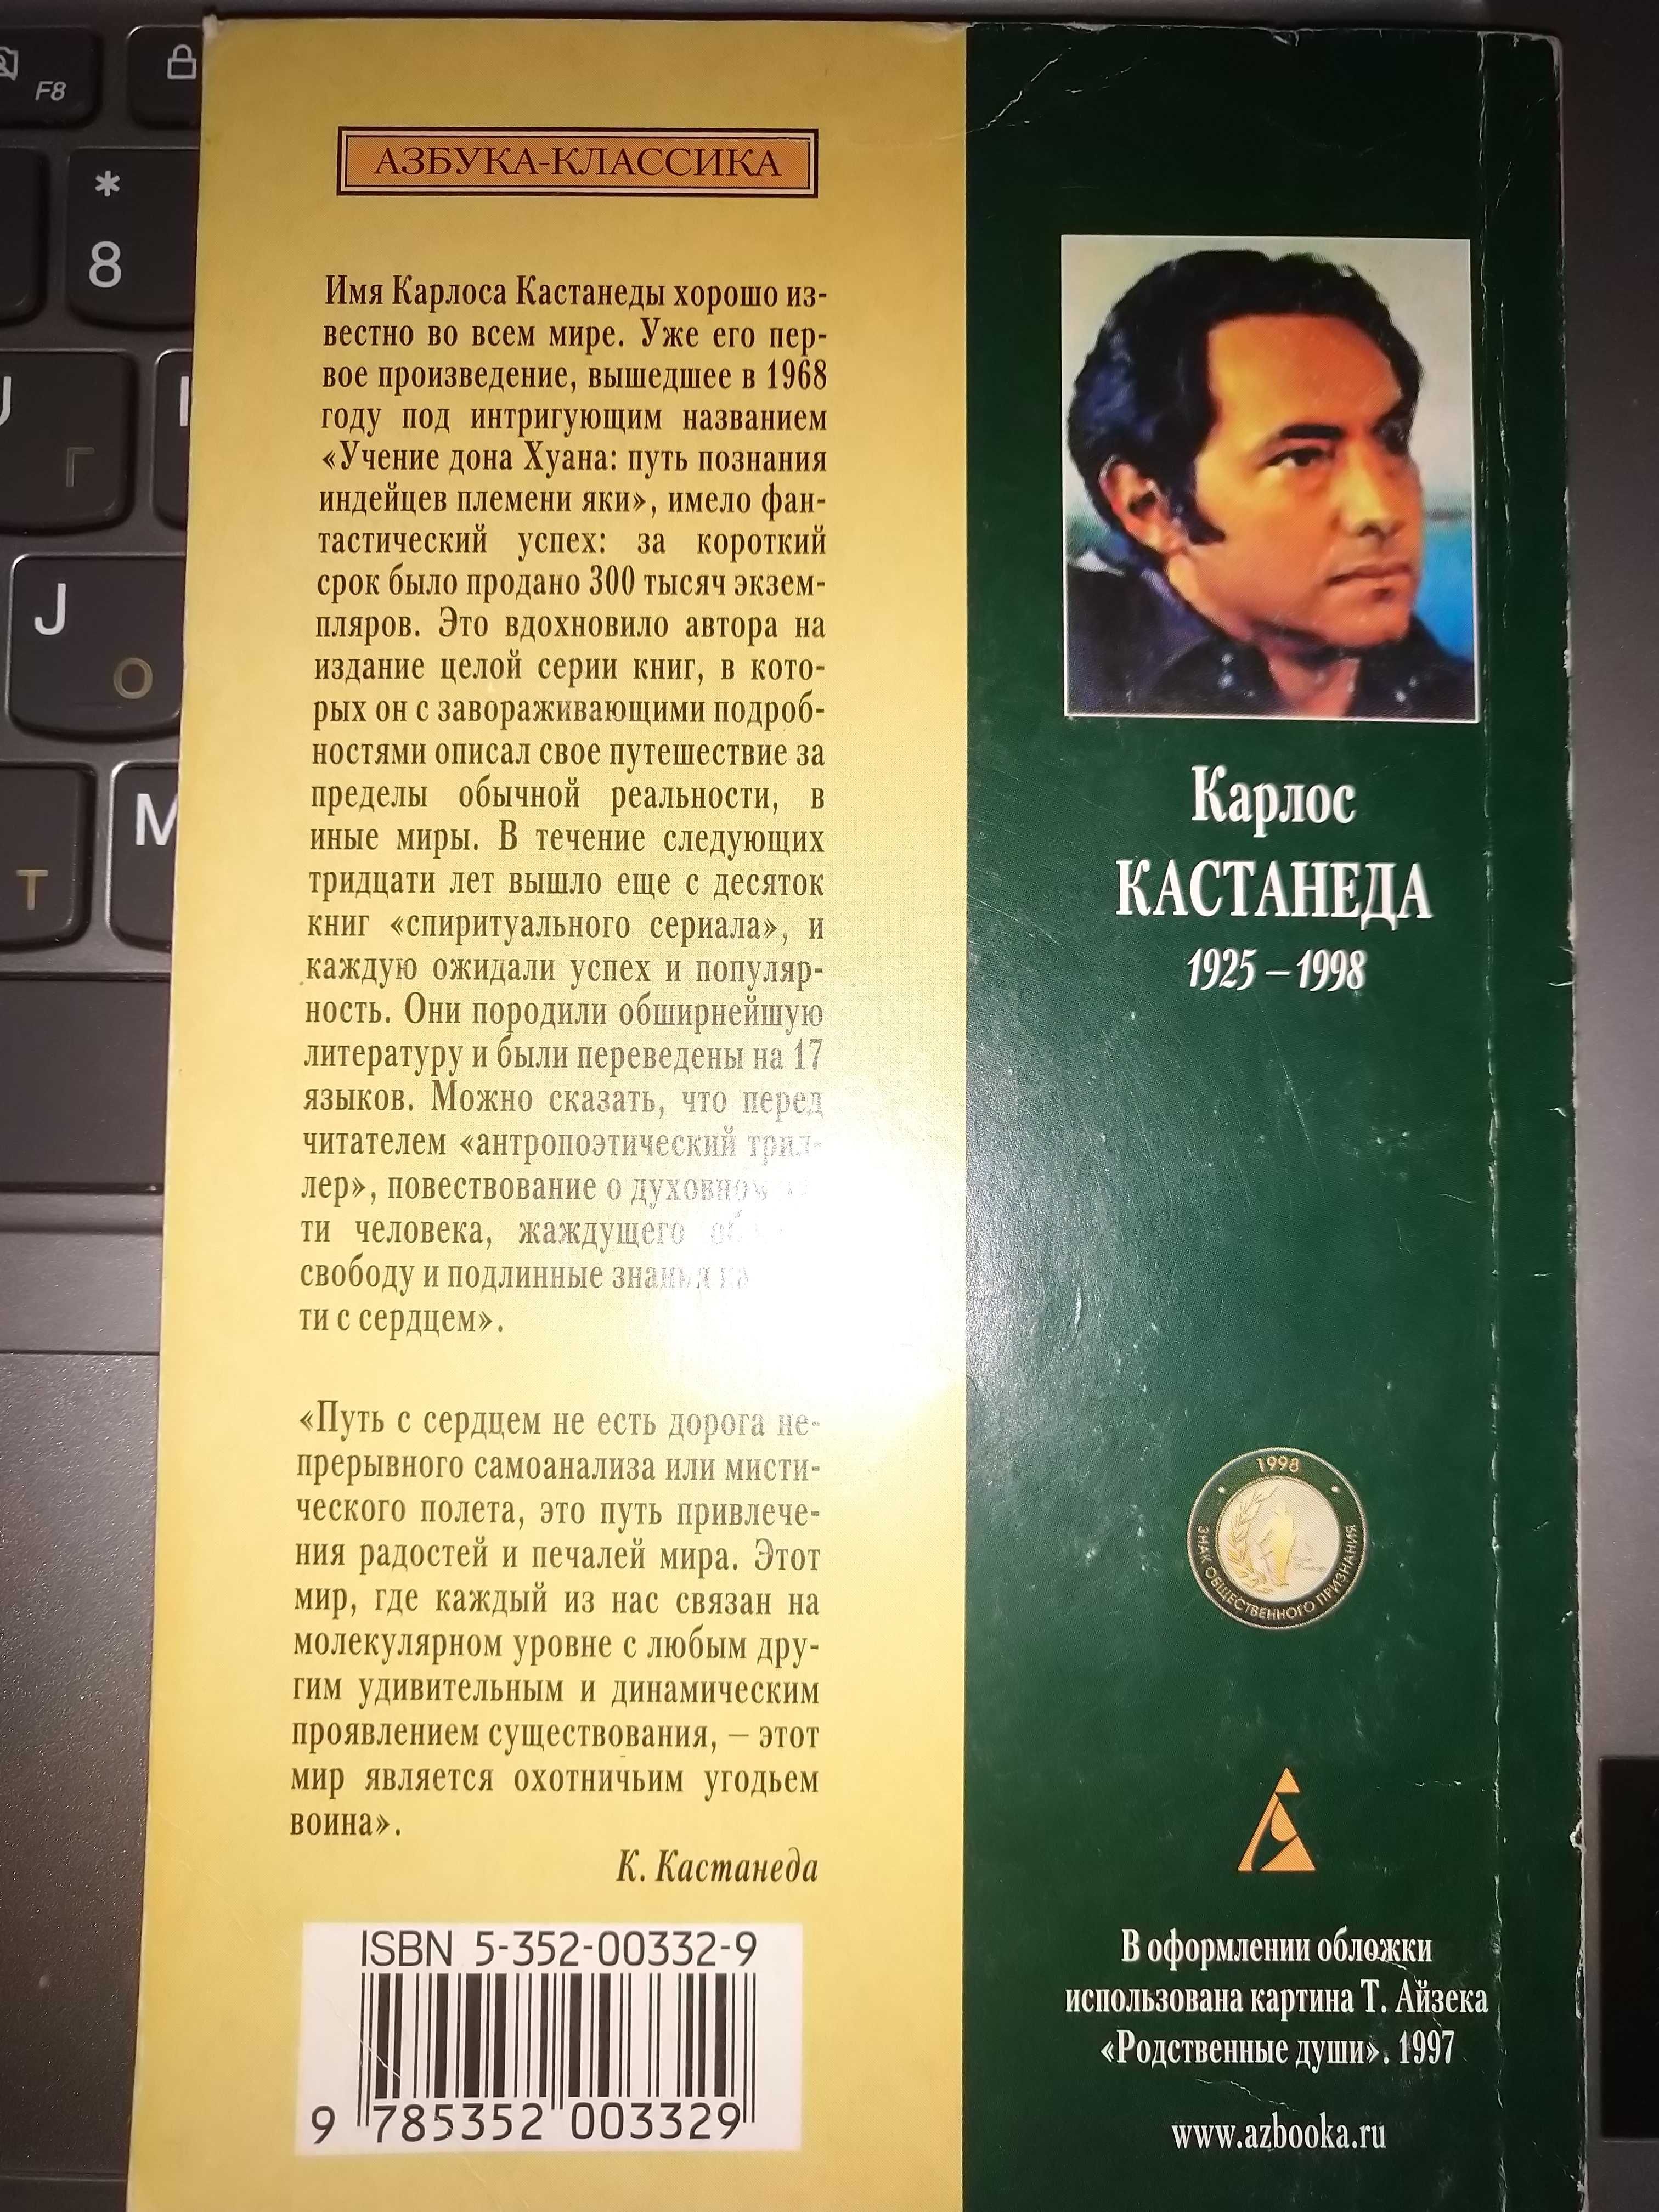 F8
*
8
Г
J
О
Т
М
АЗБУКА-КЛАССИКА
Имя Карлоса Кастанеды хорошо из-
вестно во всем мире. Уже его пер-
вое произведение, вышедшее в 1968
году под интригующим названием
«Учение дона Хуана: путь познания
индейцев племени яки», имело фан-
тастический успех: за короткий
срок было продано 300 тысяч экзем-
пляров. Это вдохновило автора на
издание целой серии книг, в кото-
рых он с завораживающими подроб-
ностями описал свое путешествие за
пределы обычной реальности, в
иные миры. В течение следующих
тридцати лет вышло еще с десяток
книг «спиритуального сериала», и
каждую ожидали успех и популяр-
ность. Они породили обширнейшую
литературу и были переведены на 17
языков. Можно сказать, что перед
читателем «антропоэтический трил-
лер», повествование о духовном
ти человека, жаждущего
свободу и подлинные знанья
ти с сердцем».
«Путь с сердцем не есть дорога не-
прерывного самоанализа или мисти-
ческого полета, это путь привлече-
ния радостей и печалей мира. Этот
мир, где каждый из нас связан на
молекулярном уровне с любым дру-
гим удивительным и динамическим
проявлением существования, – этот
мир является охотничьим угодьем
воина».
К. Кастанеда
ISBN 5-352-00332-9
9 785352 003329
Карлос
КАСТАНЕДА
1925 – 1998
1998
ЗНАК ОБЩЕСТВЕННОГО ПРИЗНАНИЯ
В оформлении обложки
использована картина Т. Айзека
«Родственные души». 1997
www.azbooka.ru